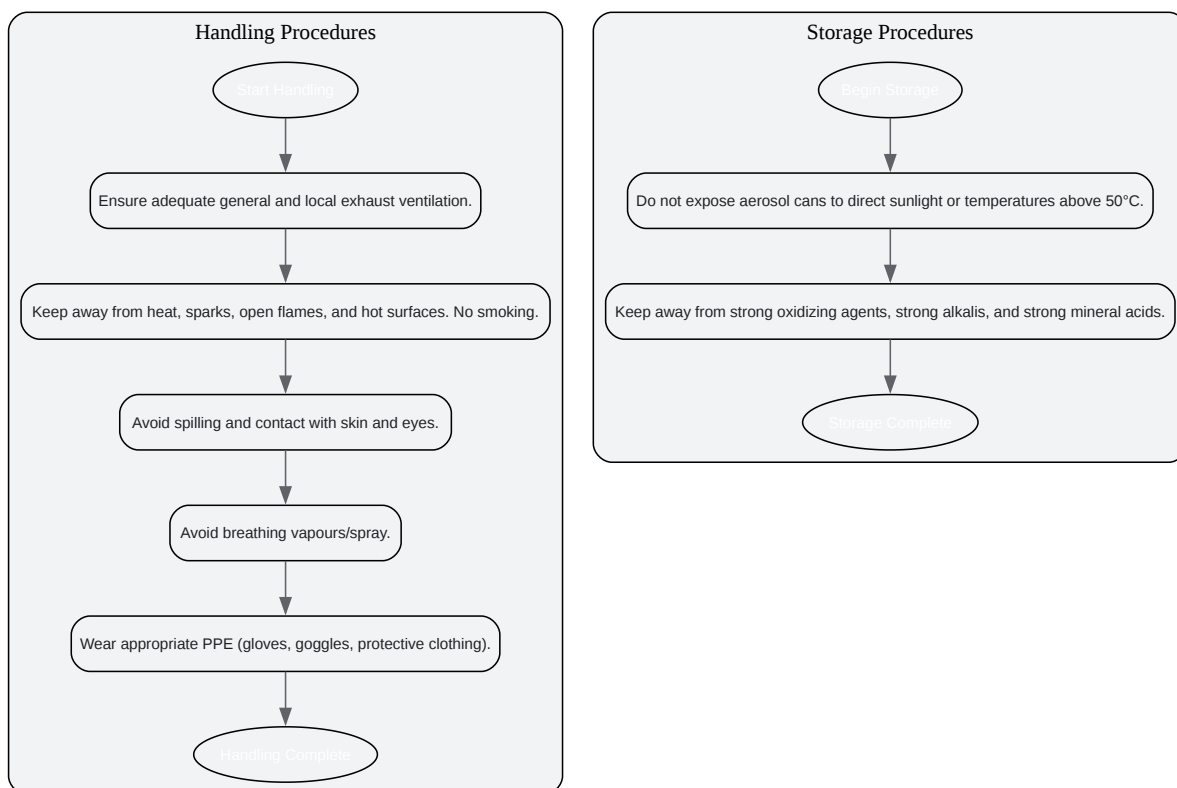 Handling Procedures
Start Handling
Ensure adequate general and local exhaust ventilation.
Keep away from heat, sparks, open flames, and hot surfaces. No smoking.
Avoid spilling and contact with skin and eyes.
Avoid breathing vapours/spray.
Wear appropriate PPE (gloves, goggles, protective clothing).
Handling Complete
Storage Procedures
Begin Storage
Do not expose aerosol cans to direct sunlight or temperatures above 50°C.
Keep away from strong oxidizing agents, strong alkalis, and strong mineral acids.
Storage Complete